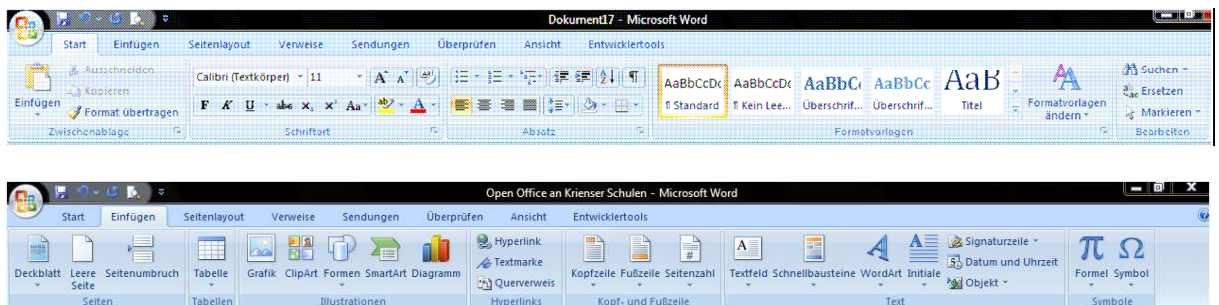 Dokument17 - Microsoft Word
Start Einfügen Seitenlayout Verweise Sendungen Überprüfen Ansicht Entwicklertools
Ausschneiden
Kopieren
Format übertragen
Einfügen
Zwischenablage
Calibri (Textkörper) 11 A A
F K U abc x, x² Aa ab A
Schriftart
Absatz
AaBbCcDc AaBbCcDc AaBbC AaBbCc AaB
¶ Standard ¶ Kein Lee... Überschrif... Überschrif... Titel
Formatvorlagen
ändern
Formatvorlagen
Suchen
Ersetzen
Markieren
Bearbeiten
Open Office an Krienser Schulen - Microsoft Word
Start Einfügen Seitenlayout Verweise Sendungen Überprüfen Ansicht Entwicklertools
Deckblatt Leere Seite Seitenumbruch
Seiten
Tabelle
Tabellen
Grafik ClipArt Formen SmartArt Diagramm
Illustrationen
Hyperlink
Textmarke
Querverweis
Hyperlinks
Kopfzeile Fußzeile Seitenzahl
Kopf- und Fußzeile
Textfeld Schnellbausteine WordArt Initiale
Signaturzeile
Datum und Uhrzeit
Objekt
Text
π Ω
Formel Symbol
Symbole